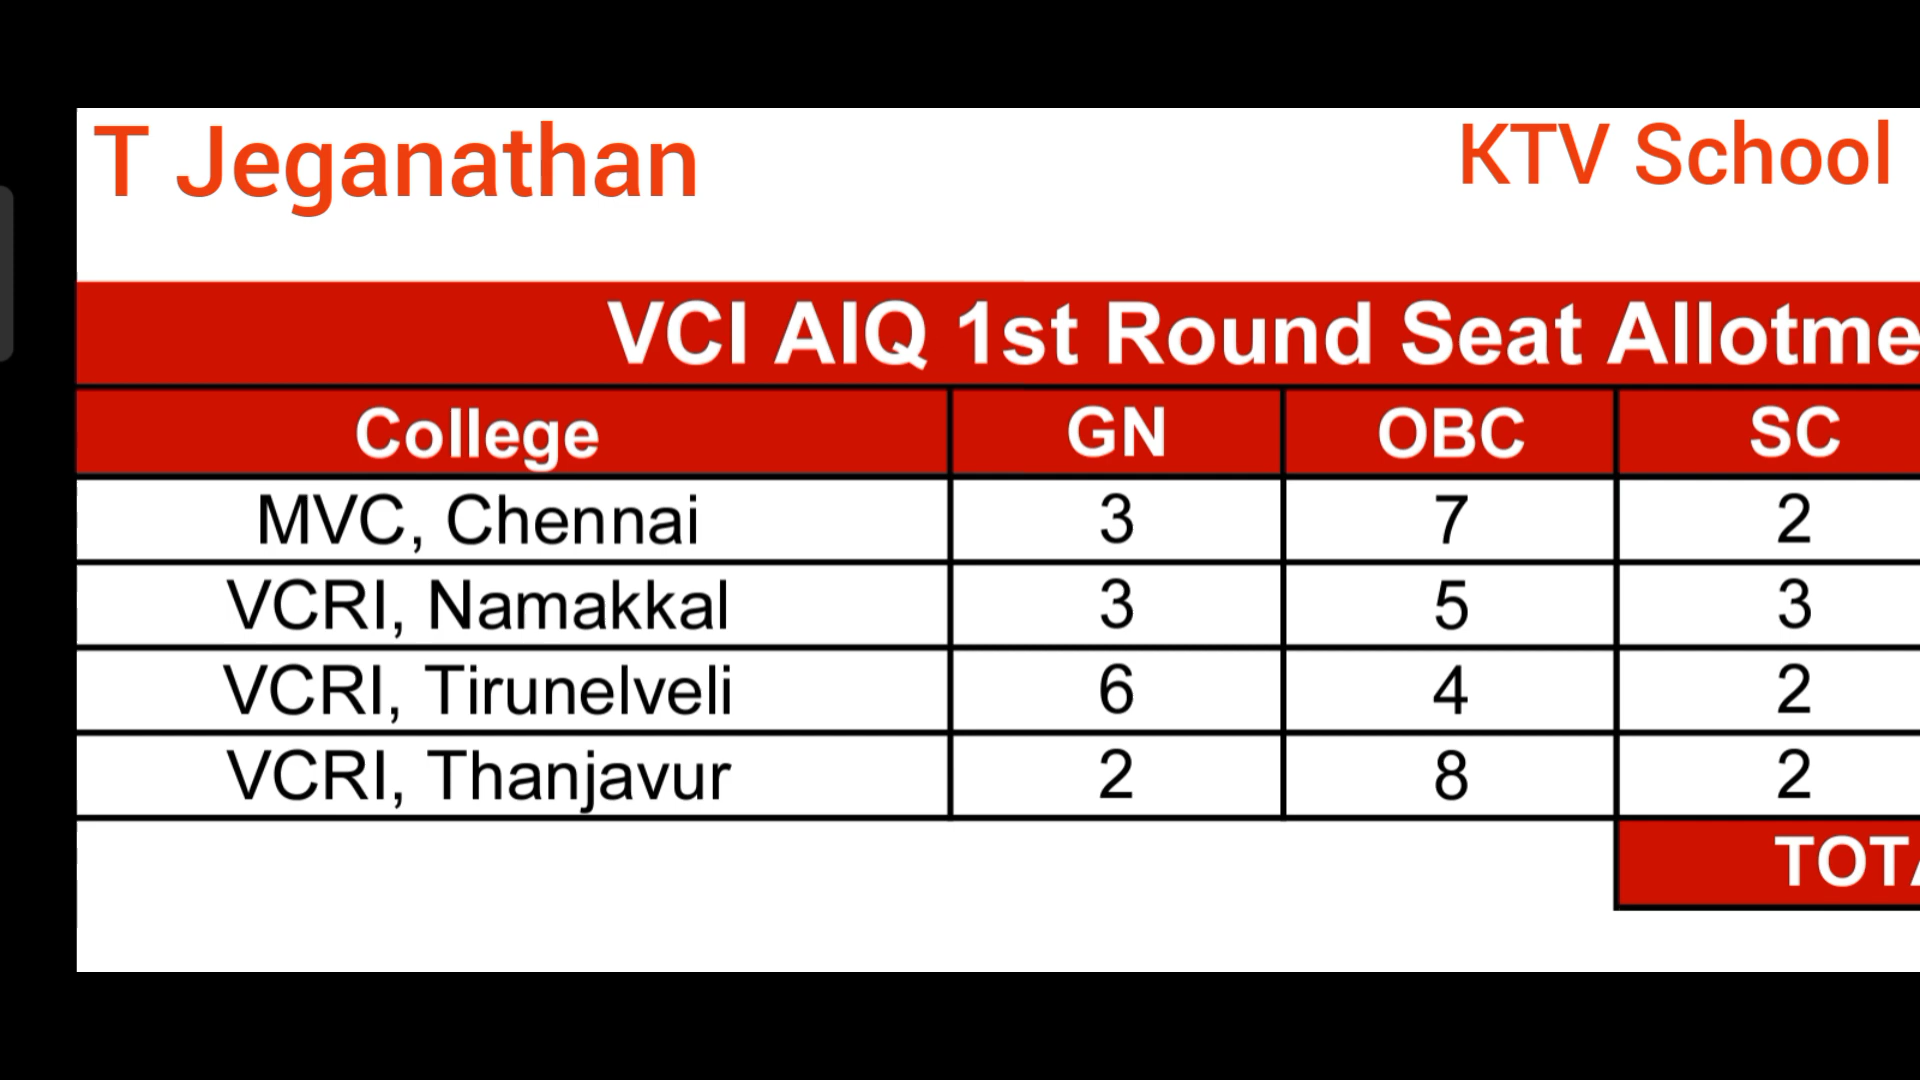 T Jeganathan KTV School
VCI AIQ 1st Round Seat Allotme
College GN OBC SC
MVC, Chennai 3 7 2
VCRI, Namakkal 3 5 3
VCRI, Tirunelveli 6 4 2
VCRI, Thanjavur 2 8 2
TOTA